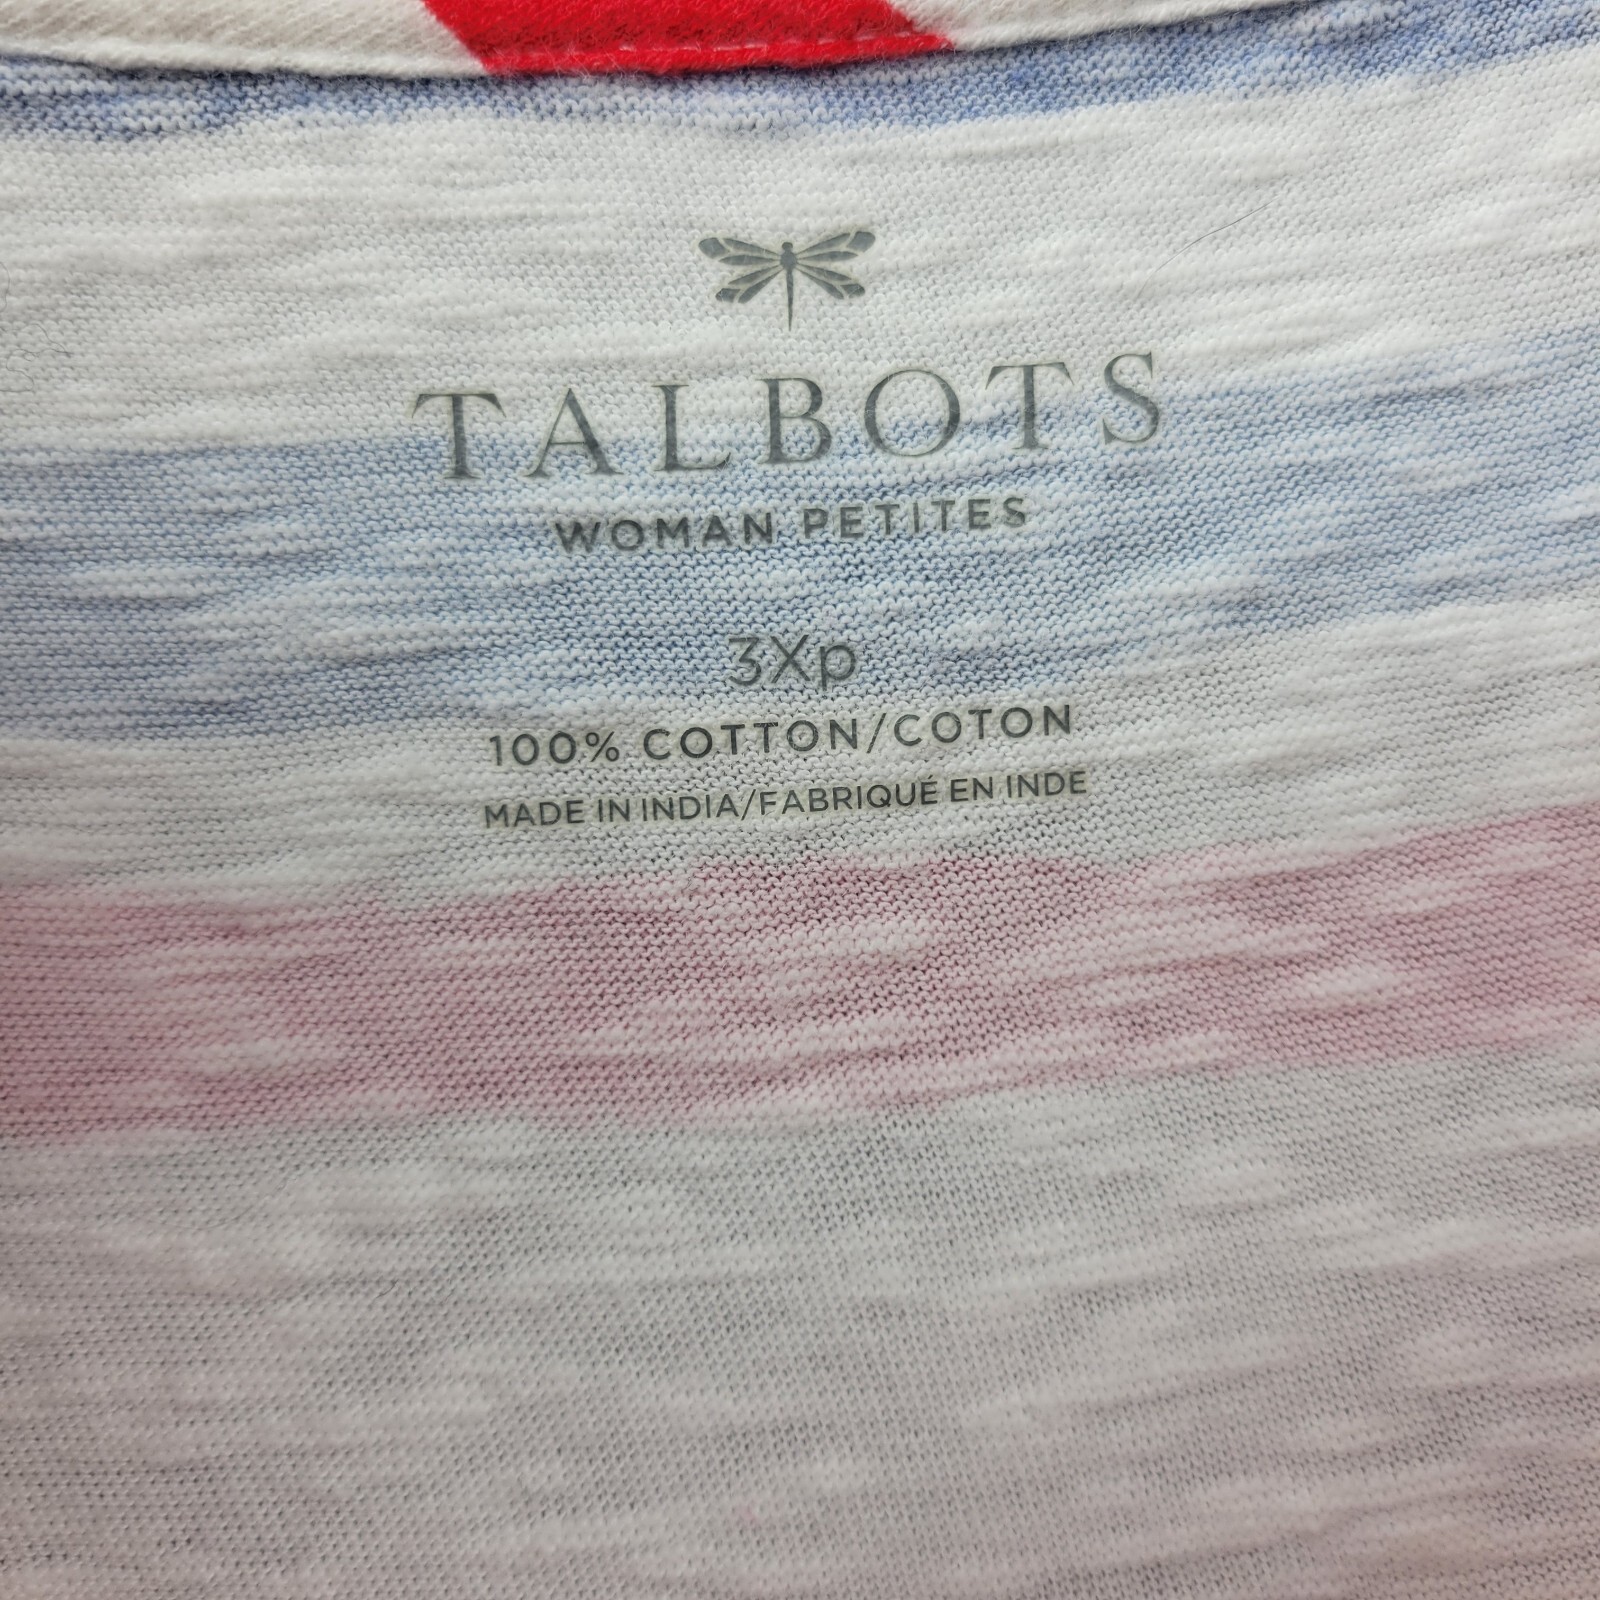 TALBOTS
WOMAN PETITES
3Xp
100% COTTON/COTON
MADE IN INDIA/FABRIQUÉ EN INDE